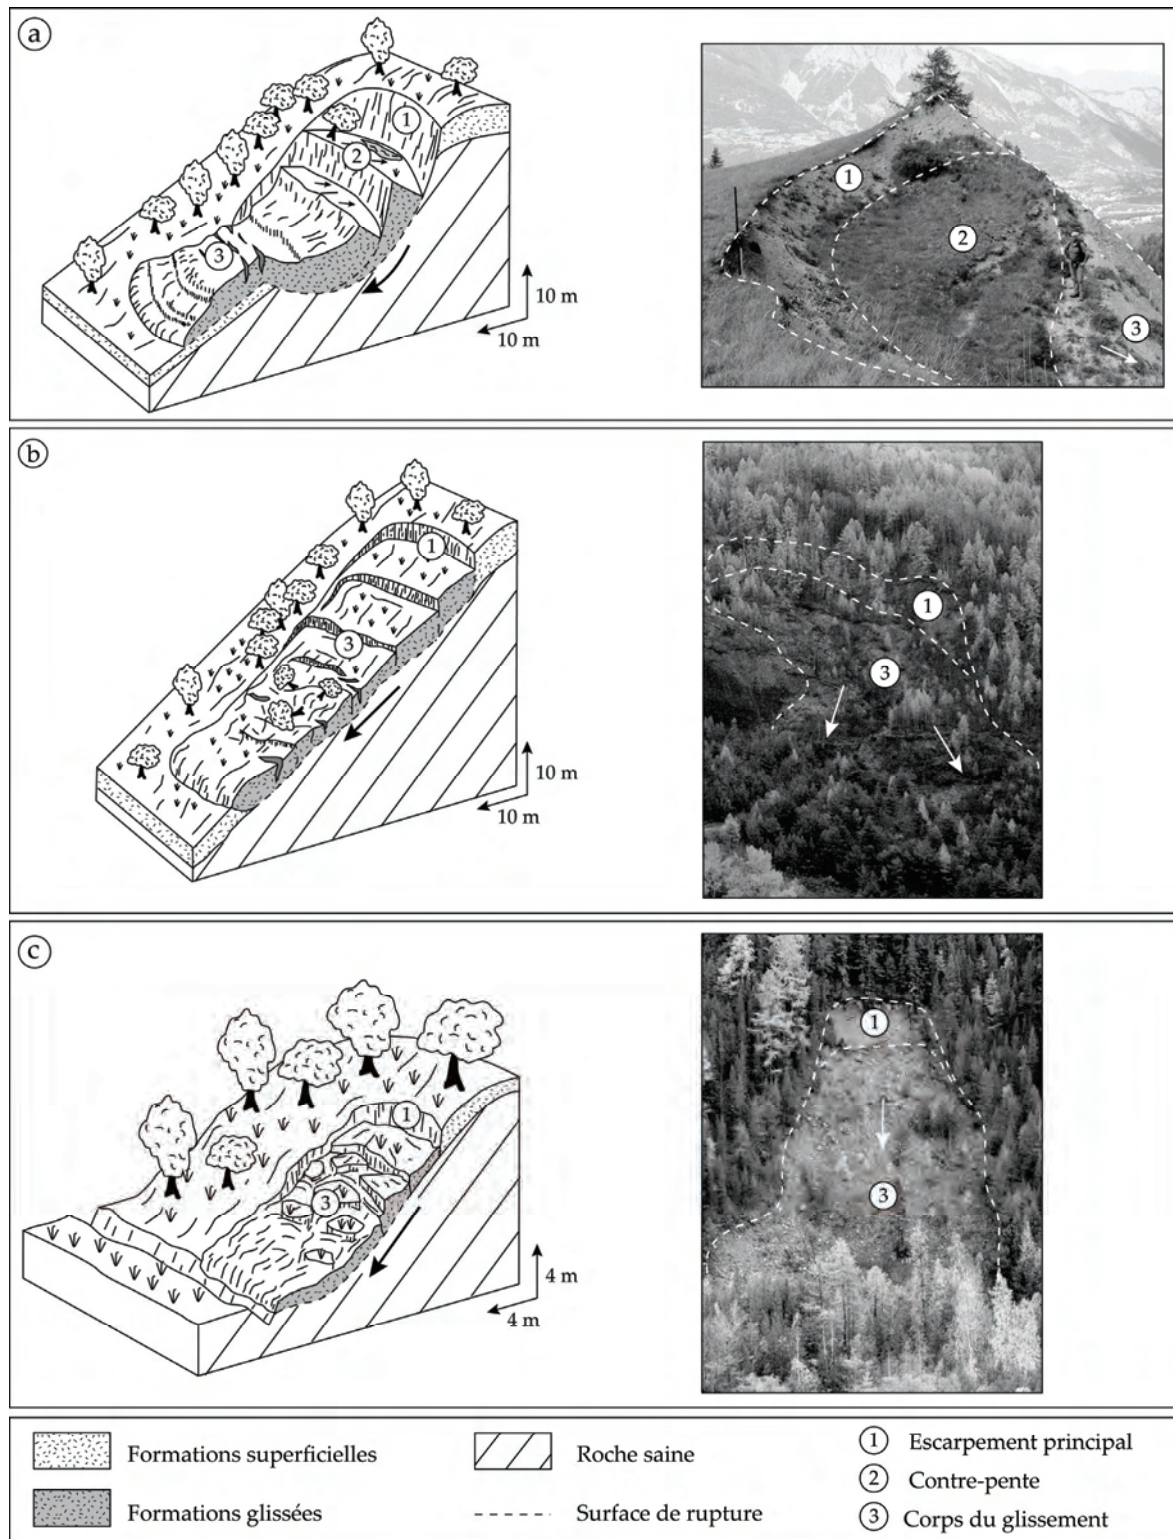 a
1
2
3
10 m
10 m
1
2
3
b
1
3
10 m
10 m
1
3
c
1
3
4 m
4 m
1
3
Formations superficielles
Roche saine
1 Escarpement principal
2 Contre-pente
Formations glissées
Surface de rupture
3 Corps du glissement